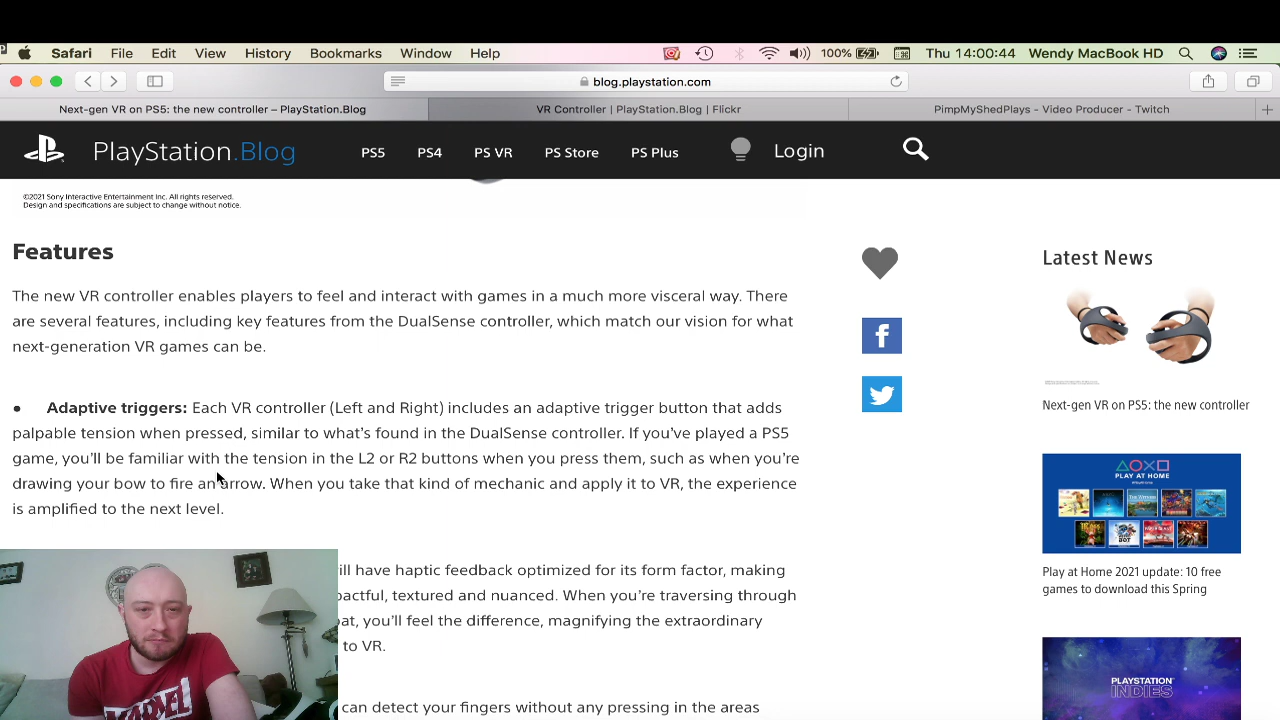 Safari File Edit View History Bookmarks Window Help 100% Thu 14:00:44 Wendy MacBook HD
blog.playstation.com
Next-gen VR on PS5: the new controller – PlayStation.Blog VR Controller | PlayStation.Blog | Flickr PimpMyShedPlays - Video Producer - Twitch
PlayStation.Blog PS5 PS4 PS VR PS Store PS Plus Login
©2021 Sony Interactive Entertainment Inc. All rights reserved.
Design and specifications are subject to change without notice.
Features
The new VR controller enables players to feel and interact with games in a much more visceral way. There
are several features, including key features from the DualSense controller, which match our vision for what
next-generation VR games can be.
• Adaptive triggers: Each VR controller (Left and Right) includes an adaptive trigger button that adds
palpable tension when pressed, similar to what's found in the DualSense controller. If you've played a PS5
game, you'll be familiar with the tension in the L2 or R2 buttons when you press them, such as when you're
drawing your bow to fire an arrow. When you take that kind of mechanic and apply it to VR, the experience
is amplified to the next level.
ill have haptic feedback optimized for its form factor, making
pactful, textured and nuanced. When you're traversing through
at, you'll feel the difference, magnifying the extraordinary
to VR.
can detect your fingers without any pressing in the areas
MARVEL
Latest News
Next-gen VR on PS5: the new controller
PLAY AT HOME
Play at Home 2021 update: 10 free
games to download this Spring
PLAYSTATION
INDIES